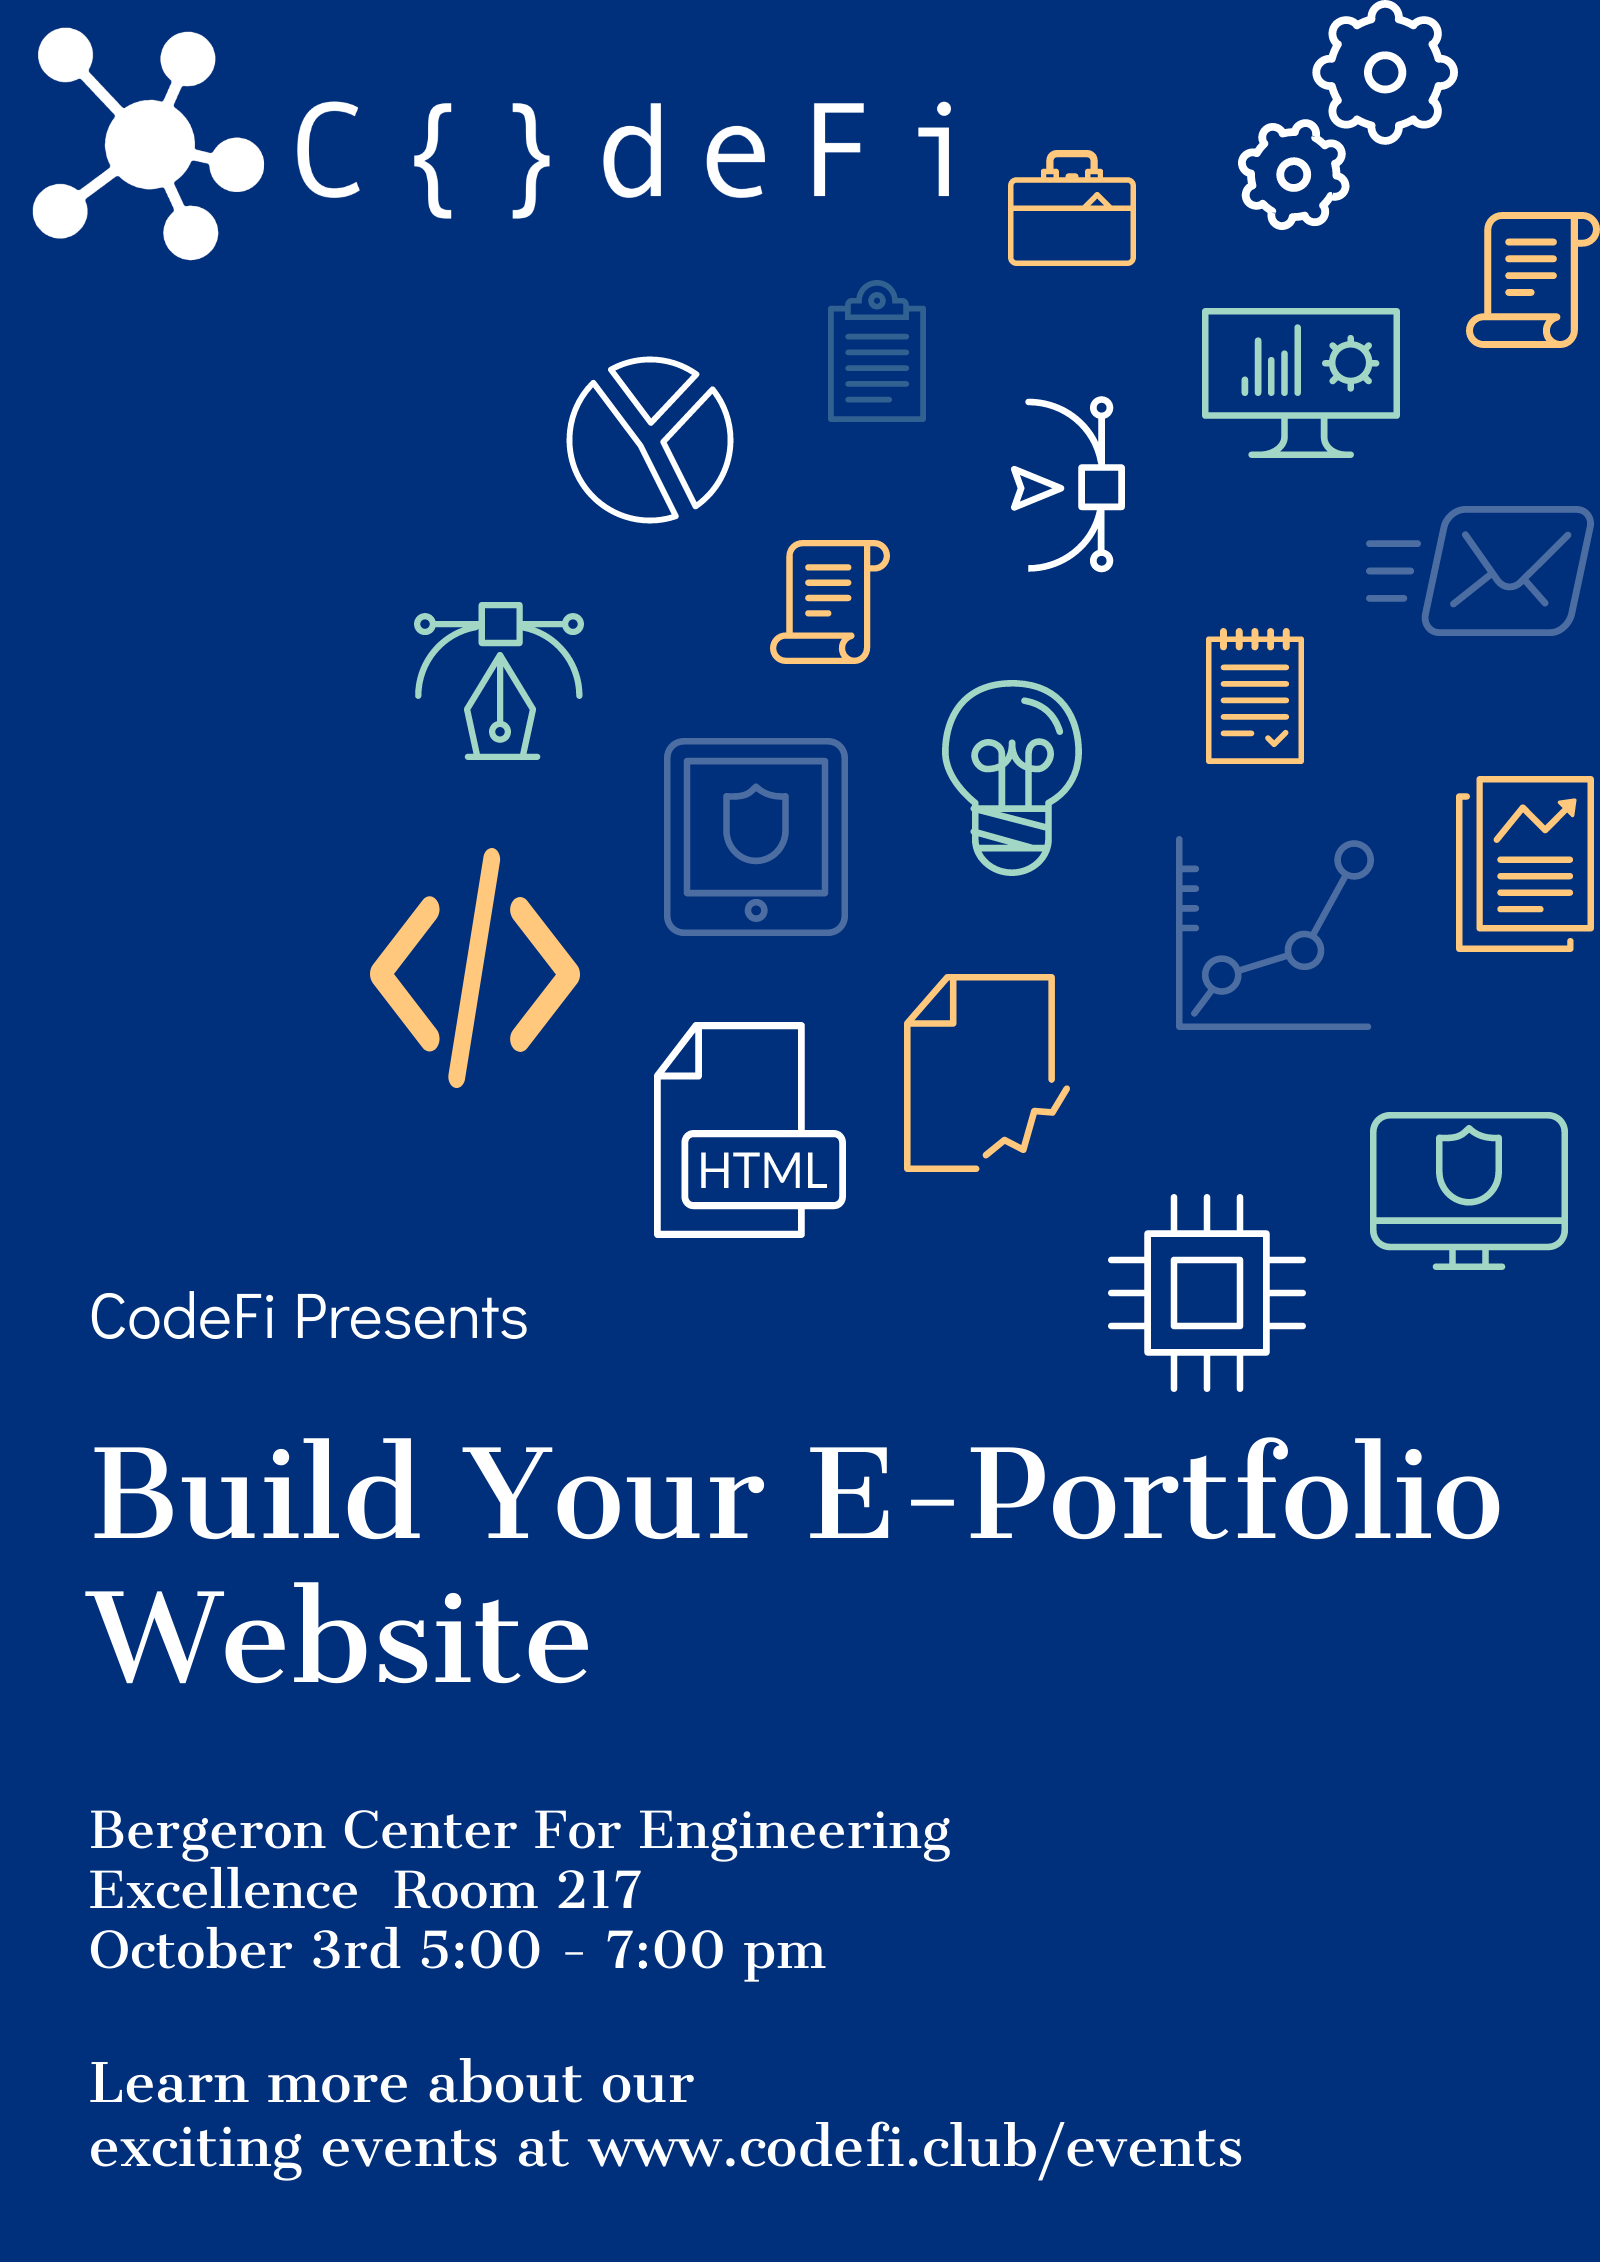 C{}deFi
HTML
CodeFi Presents
Build Your E-Portfolio
Website
Bergeron Center For Engineering
Excellence  Room 217
October 3rd 5:00 - 7:00 pm
Learn more about our
exciting events at www.codefi.club/events